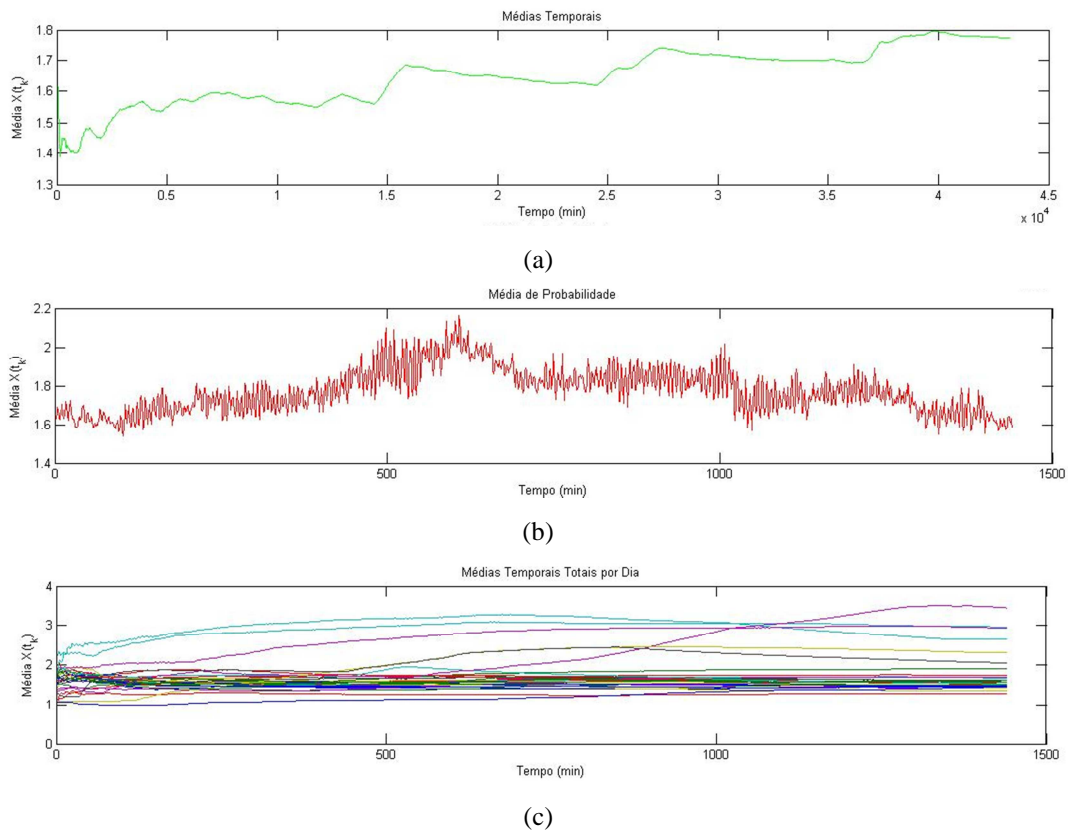 Médias Temporais
1.8
1.7
1.6
1.5
1.4
1.3
Média X(t_k)
0 0.5 1 1.5 2 2.5 3 3.5 4 4.5
Tempo (min)
x 10^4
(a)
Média de Probabilidade
2.2
2
1.8
1.6
1.4
Média X(t_k)
0 500 1000 1500
Tempo (min)
(b)
Médias Temporais Totais por Dia
4
3
2
1
0
Média X(t_k)
0 500 1000 1500
Tempo (min)
(c)